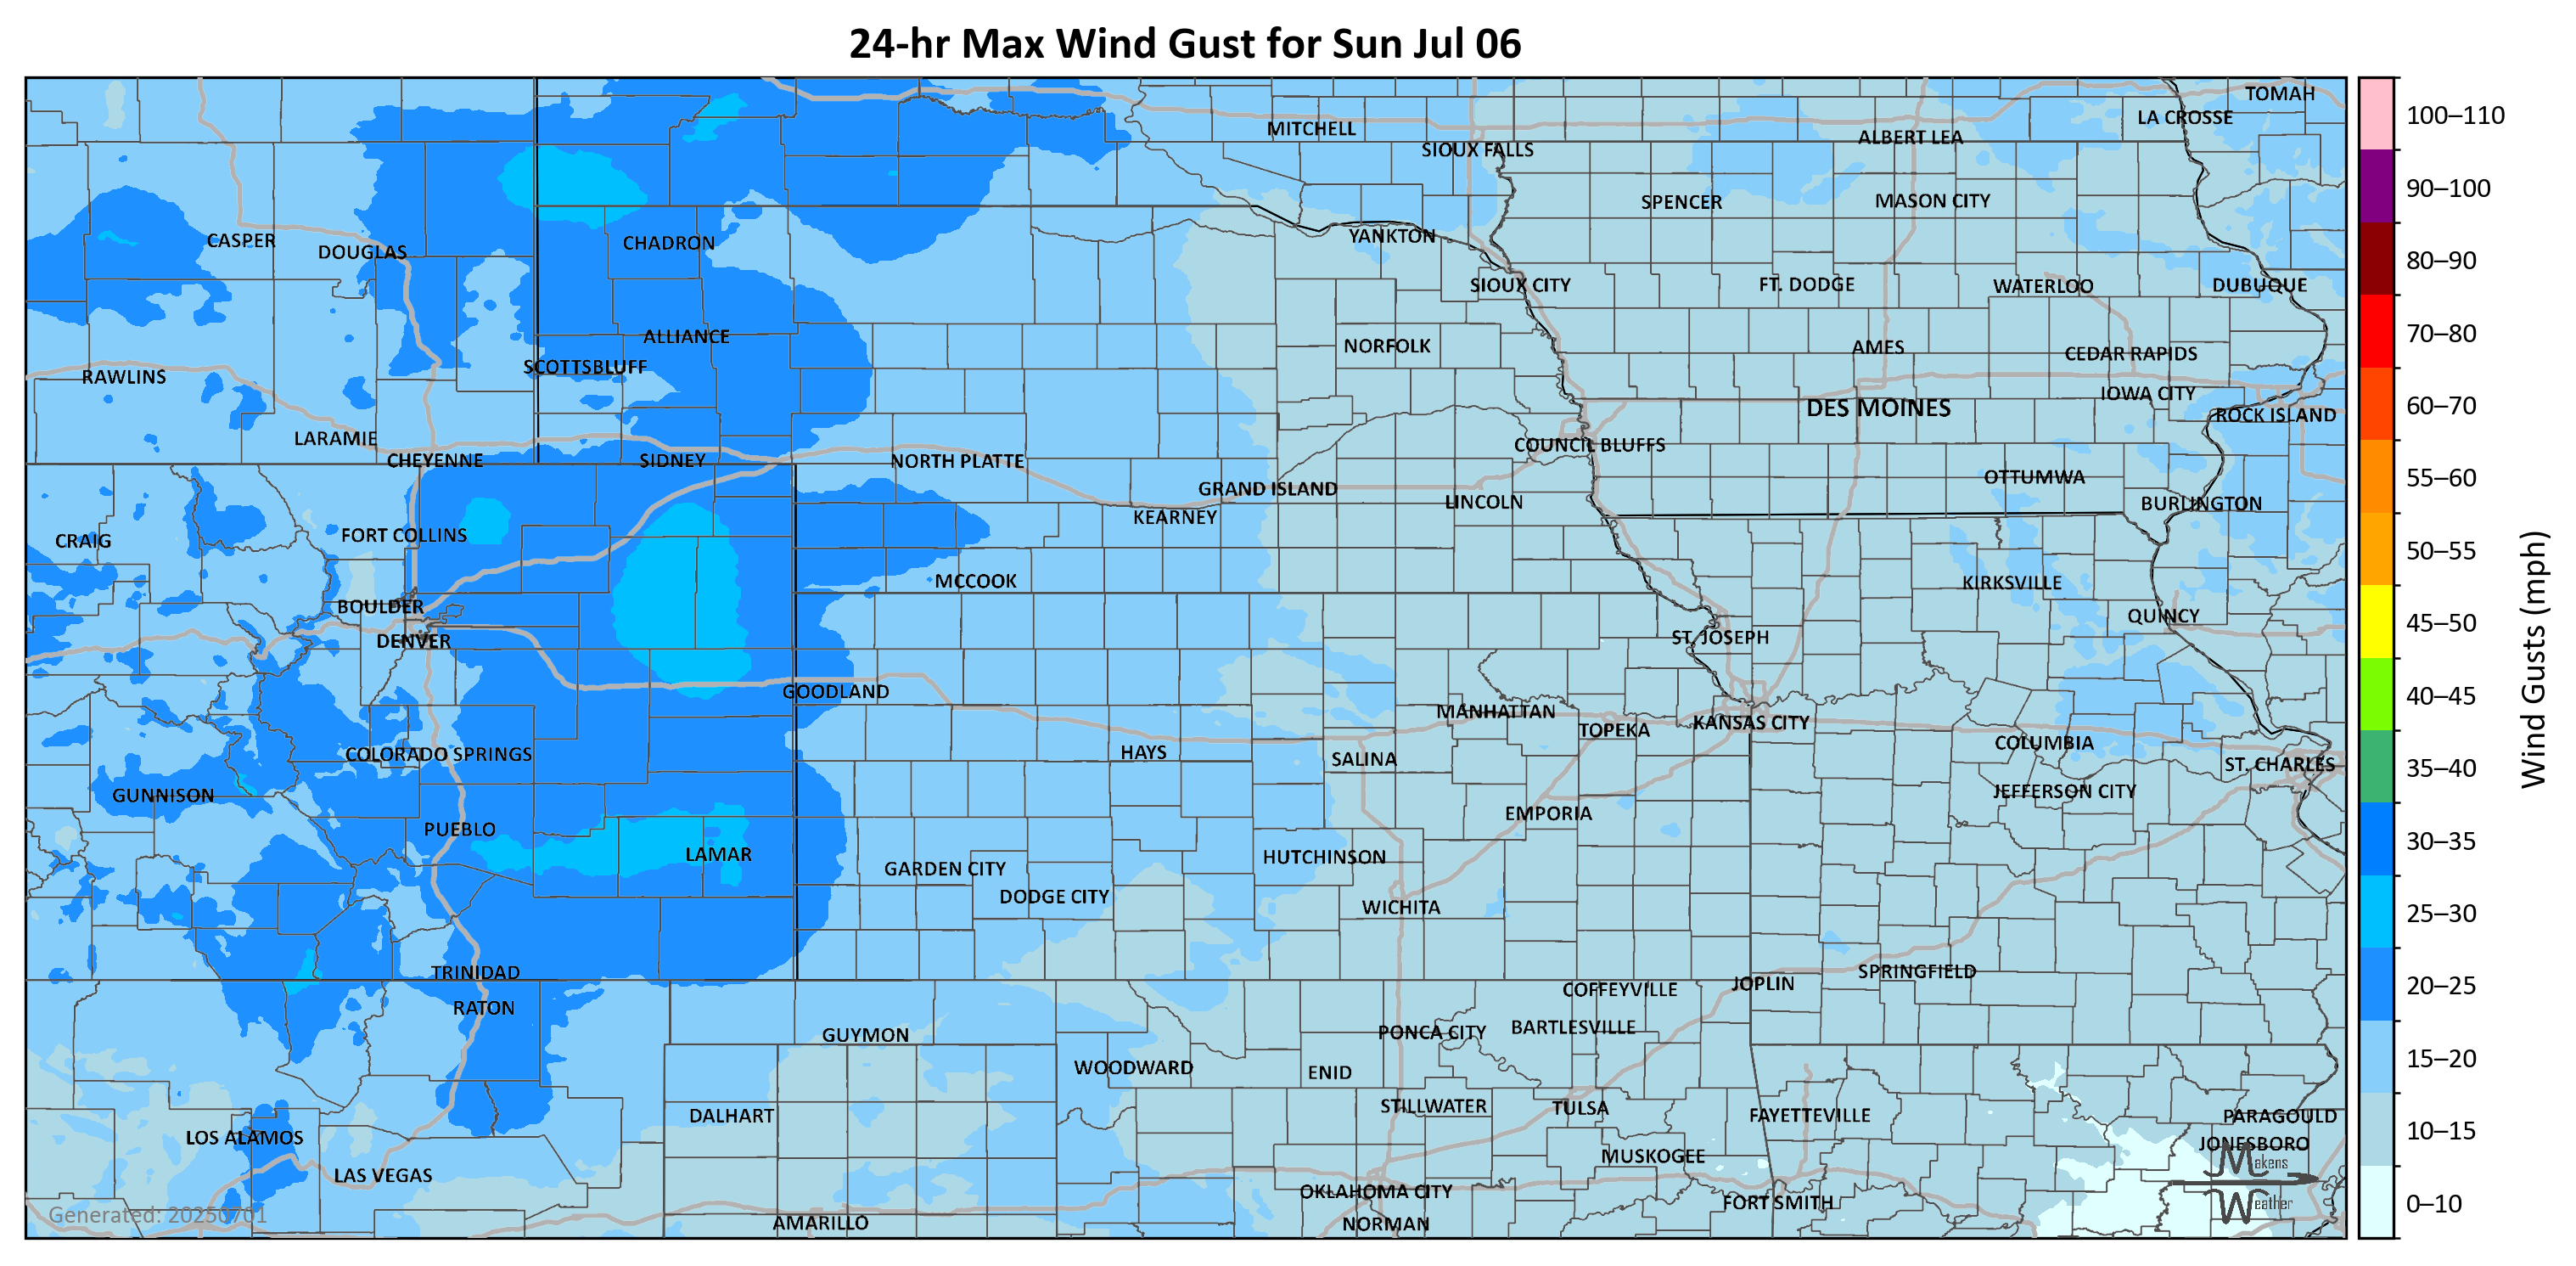 24-hr Max Wind Gust for Sun Jul 06
TOMAH
LA CROSSE
MITCHELL
ALBERT LEA
SIOUX FALLS
SPENCER
MASON CITY
YANKTON
CASPER
CHADRON
DOUGLAS
SIOUX CITY
FT. DODGE
WATERLOO
DUBUQUE
ALLIANCE
NORFOLK
AMES
CEDAR RAPIDS
SCOTTSBLUFF
RAWLINS
IOWA CITY
DES MOINES
ROCK ISLAND
LARAMIE
COUNCIL BLUFFS
CHEYENNE
SIDNEY
NORTH PLATTE
OTTUMWA
GRAND ISLAND
LINCOLN
BURLINGTON
KEARNEY
FORT COLLINS
CRAIG
MCCOOK
KIRKSVILLE
BOULDER
QUINCY
DENVER
ST. JOSEPH
GOODLAND
MANHATTAN
KANSAS CITY
TOPEKA
COLUMBIA
HAYS
COLORADO SPRINGS
SALINA
ST. CHARLES
JEFFERSON CITY
GUNNISON
EMPORIA
PUEBLO
LAMAR
HUTCHINSON
GARDEN CITY
DODGE CITY
WICHITA
TRINIDAD
SPRINGFIELD
JOPLIN
COFFEYVILLE
RATON
BARTLESVILLE
PONCA CITY
GUYMON
WOODWARD
ENID
STILLWATER
TULSA
DALHART
FAYETTEVILLE
PARAGOULD
LOS ALAMOS
JONESBORO
MUSKOGEE
LAS VEGAS
OKLAHOMA CITY
FORT SMITH
AMARILLO
NORMAN
Makens
Weather
Generated: 20250701
100–110
90–100
80–90
70–80
60–70
55–60
50–55
45–50
40–45
35–40
30–35
25–30
20–25
15–20
10–15
0–10
Wind Gusts (mph)